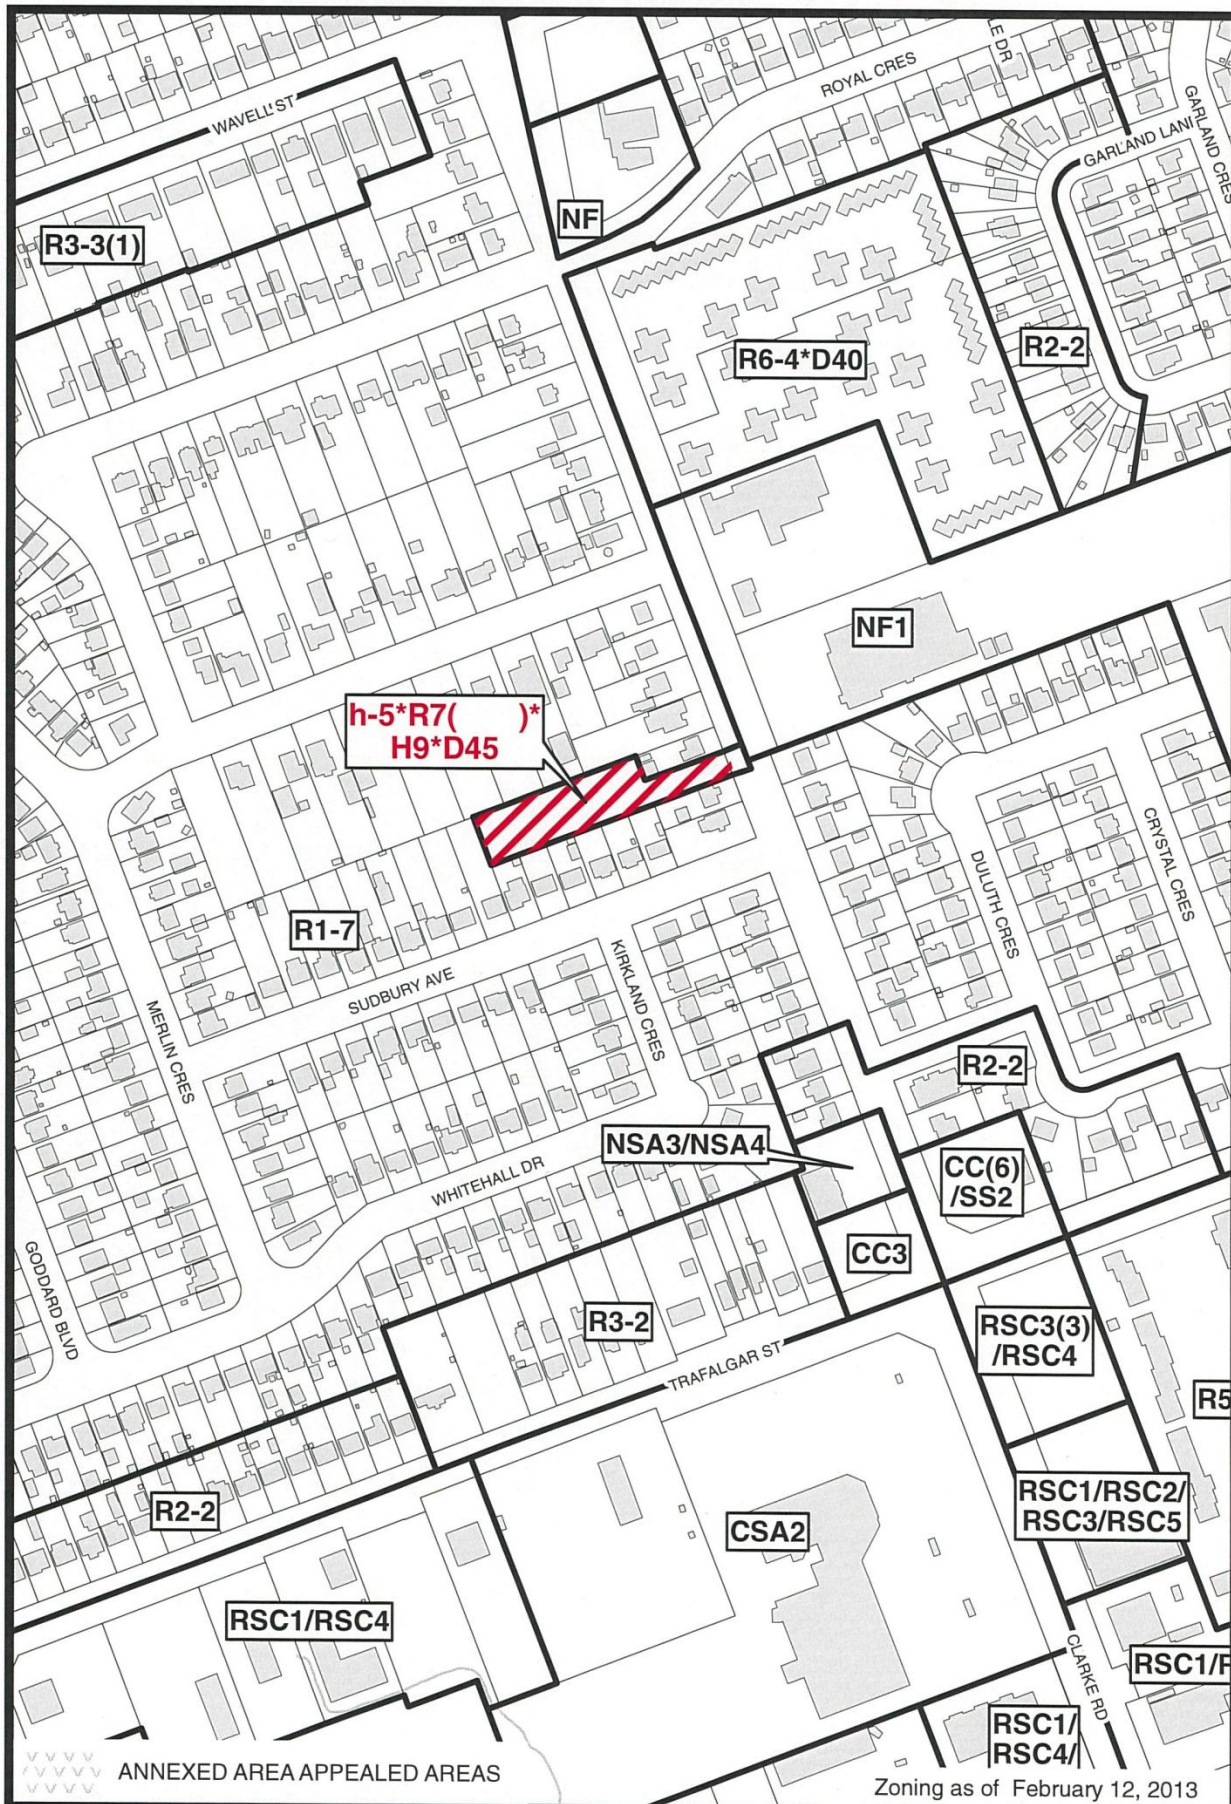 E DR
ROYAL CRES
WAVELL ST
GARLAND CRES
GARLAND LANE
NF
R3-3(1)
R2-2
R6-4*D40
NF1
h-5*R7(      )*
H9*D45
CRYSTAL CRES
DULUTH CRES
R1-7
KIRKLAND CRES
SUDBURY AVE
MERLIN CRES
R2-2
NSA3/NSA4
CC(6)
/SS2
WHITEHALL DR
CC3
GODDARD BLVD
R3-2
RSC3(3)
/RSC4
TRAFALGAR ST
R5
R2-2
RSC1/RSC2/
RSC3/RSC5
CSA2
RSC1/RSC4
CLARKE RD
RSC1/F
RSC1/
RSC4/
ANNEXED AREA APPEALED AREAS
Zoning as of February 12, 2013